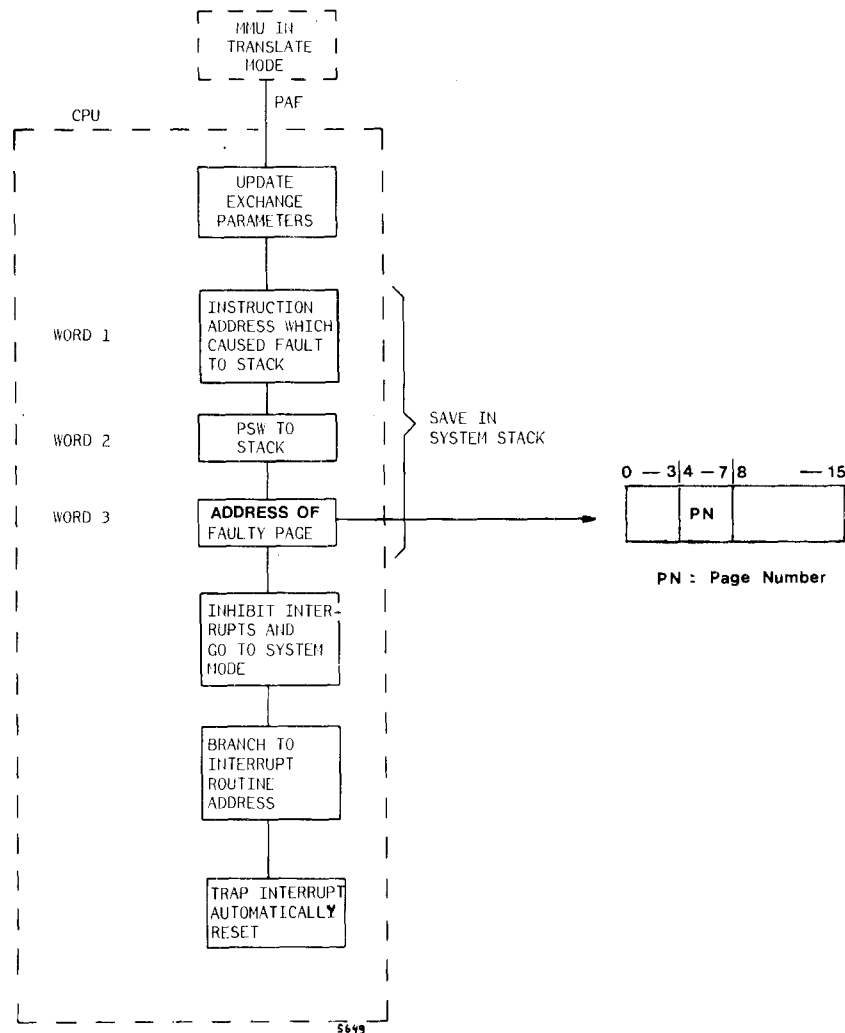 MMU IN
TRANSLATE
MODE
PAF
CPU
UPDATE
EXCHANGE
PARAMETERS
WORD 1
INSTRUCTION
ADDRESS WHICH
CAUSED FAULT
TO STACK
WORD 2
PSW TO
STACK
SAVE IN
SYSTEM STACK
WORD 3
ADDRESS OF
FAULTY PAGE
0 — 3 4 — 7 8 — 15
PN
PN : Page Number
INHIBIT INTER-
RUPTS AND
GO TO SYSTEM
MODE
BRANCH TO
INTERRUPT
ROUTINE
ADDRESS
TRAP INTERRUPT
AUTOMATICALLY
RESET
5649